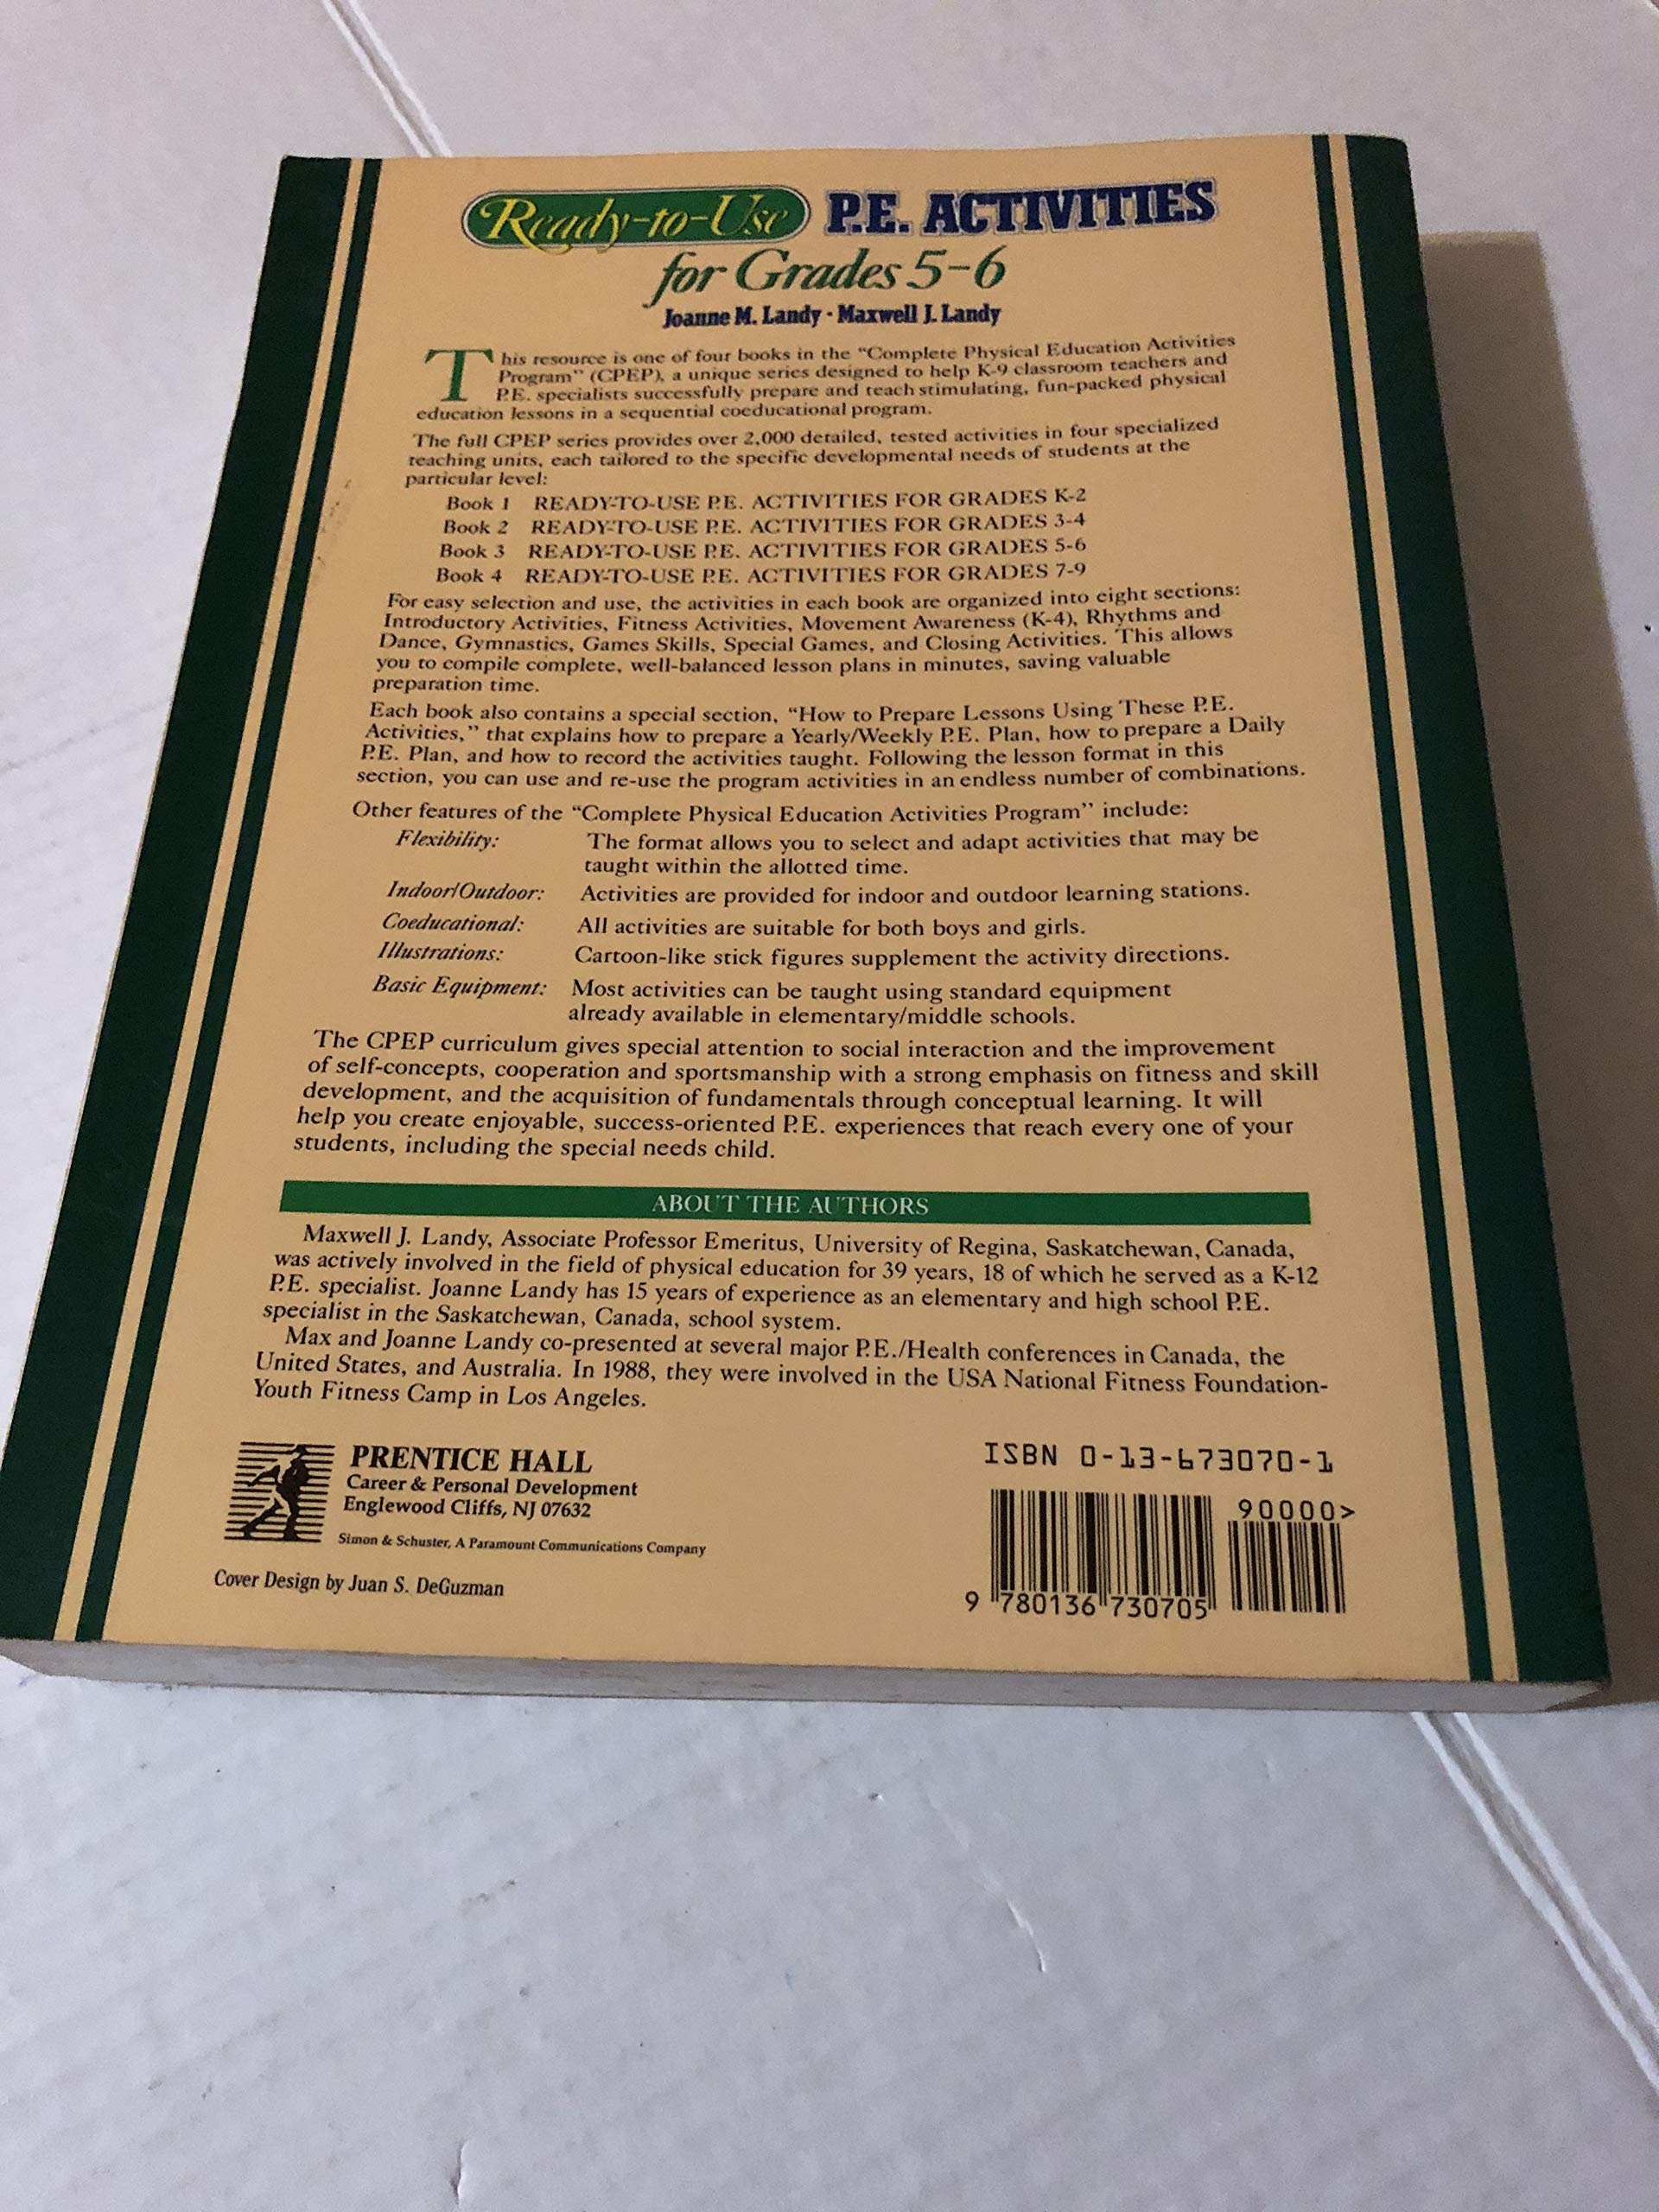 Ready-to-Use P.E. ACTIVITIES
for Grades 5-6
Joanne M. Landy · Maxwell J. Landy
This resource is one of four books in the “Complete Physical Education Activities
Program” (CPEP), a unique series designed to help K-9 classroom teachers and
P.E. specialists successfully prepare and teach stimulating, fun-packed physical
education lessons in a sequential coeducational program.
The full CPEP series provides over 2,000 detailed, tested activities in four specialized
teaching units, each tailored to the specific developmental needs of students at the
particular level:
Book 1 READY-TO-USE P.E. ACTIVITIES FOR GRADES K-2
Book 2 READY-TO-USE P.E. ACTIVITIES FOR GRADES 3-4
Book 3 READY-TO-USE P.E. ACTIVITIES FOR GRADES 5-6
Book 4 READY-TO-USE P.E. ACTIVITIES FOR GRADES 7-9
For easy selection and use, the activities in each book are organized into eight sections:
Introductory Activities, Fitness Activities, Movement Awareness (K-4), Rhythms and
Dance, Gymnastics, Games Skills, Special Games, and Closing Activities. This allows
you to compile complete, well-balanced lesson plans in minutes, saving valuable
preparation time.
Each book also contains a special section, “How to Prepare Lessons Using These P.E.
Activities,” that explains how to prepare a Yearly/Weekly P.E. Plan, how to prepare a Daily
P.E. Plan, and how to record the activities taught. Following the lesson format in this
section, you can use and re-use the program activities in an endless number of combinations.
Other features of the “Complete Physical Education Activities Program” include:
Flexibility: The format allows you to select and adapt activities that may be
taught within the allotted time.
Indoor/Outdoor: Activities are provided for indoor and outdoor learning stations.
Coeducational: All activities are suitable for both boys and girls.
Illustrations: Cartoon-like stick figures supplement the activity directions.
Basic Equipment: Most activities can be taught using standard equipment
already available in elementary/middle schools.
The CPEP curriculum gives special attention to social interaction and the improvement
of self-concepts, cooperation and sportsmanship with a strong emphasis on fitness and skill
development, and the acquisition of fundamentals through conceptual learning. It will
help you create enjoyable, success-oriented P.E. experiences that reach every one of your
students, including the special needs child.
ABOUT THE AUTHORS
Maxwell J. Landy, Associate Professor Emeritus, University of Regina, Saskatchewan, Canada,
was actively involved in the field of physical education for 39 years, 18 of which he served as a K-12
P.E. specialist. Joanne Landy has 15 years of experience as an elementary and high school P.E.
specialist in the Saskatchewan, Canada, school system.
Max and Joanne Landy co-presented at several major P.E./Health conferences in Canada, the
United States, and Australia. In 1988, they were involved in the USA National Fitness Foundation-
Youth Fitness Camp in Los Angeles.
PRENTICE HALL
Career & Personal Development
Englewood Cliffs, NJ 07632
Simon & Schuster, A Paramount Communications Company
Cover Design by Juan S. DeGuzman
ISBN 0-13-673070-1
90000>
9 780136 730705